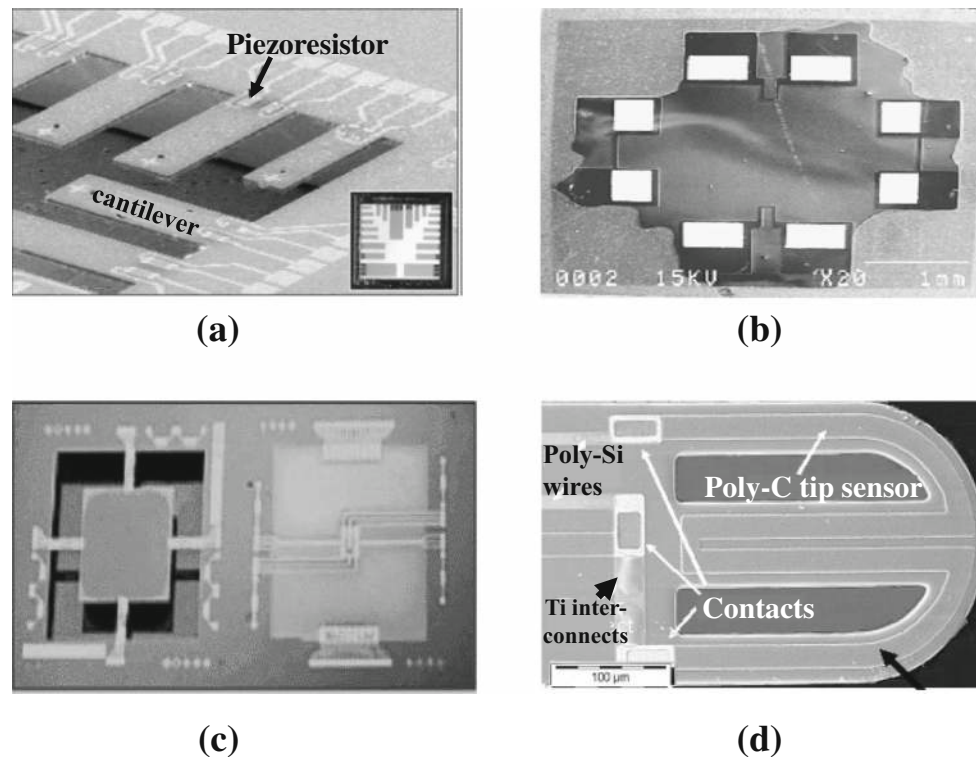 Piezoresistor
cantilever
(a)
0002 15KV X20 1mm
(b)
(c)
Poly-Si
wires
Poly-C tip sensor
Ti inter-
connects
Contacts
100 µm
(d)